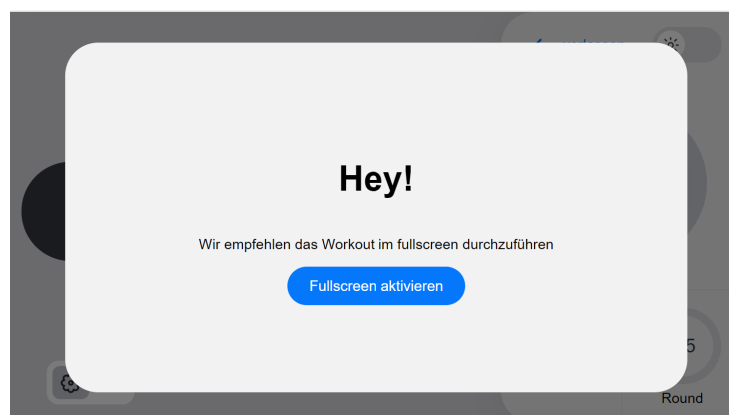 Hey!
Wir empfehlen das Workout im fullscreen durchzuführen
Fullscreen aktivieren
5
Round